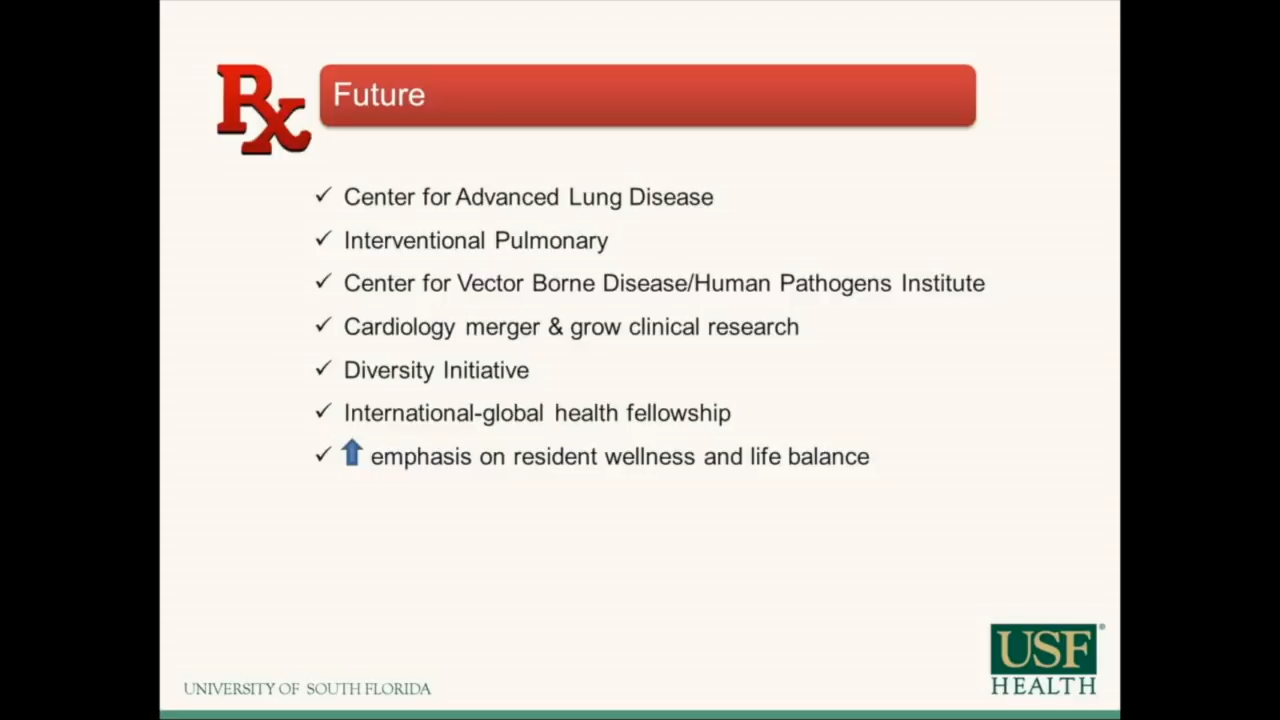 Rx
Future
✓ Center for Advanced Lung Disease
✓ Interventional Pulmonary
✓ Center for Vector Borne Disease/Human Pathogens Institute
✓ Cardiology merger & grow clinical research
✓ Diversity Initiative
✓ International-global health fellowship
✓ ⬆ emphasis on resident wellness and life balance
USF®
HEALTH
UNIVERSITY OF SOUTH FLORIDA